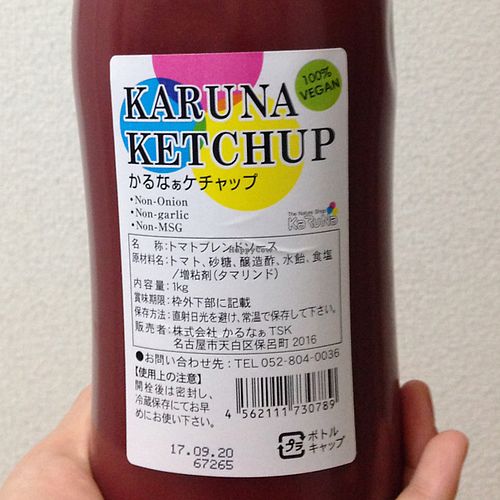 100%
VEGAN
KARUNA
KETCHUP
かるなぁケチャップ
•Non-Onion
•Non-garlic
•Non-MSG
The Nature Shop
KaRuNa
名　称:トマトブレンドソース
HappyCow
原材料名:トマト、砂糖、醸造酢、水飴、食塩
/増粘剤(タマリンド)
内容量:1kg
賞味期限:枠外下部に記載
保存方法:直射日光を避け、常温で保存して下さい。
販売者:株式会社 かるなぁTSK
名古屋市天白区保呂町 2016
●お問い合わせ先:TEL 052-804-0036
【使用上の注意】
開栓後は密封し、
冷蔵保存にてお早
めにお使い下さい。
4 562111 730789
17.09.20
67265
プラ
ボトル
キャップ